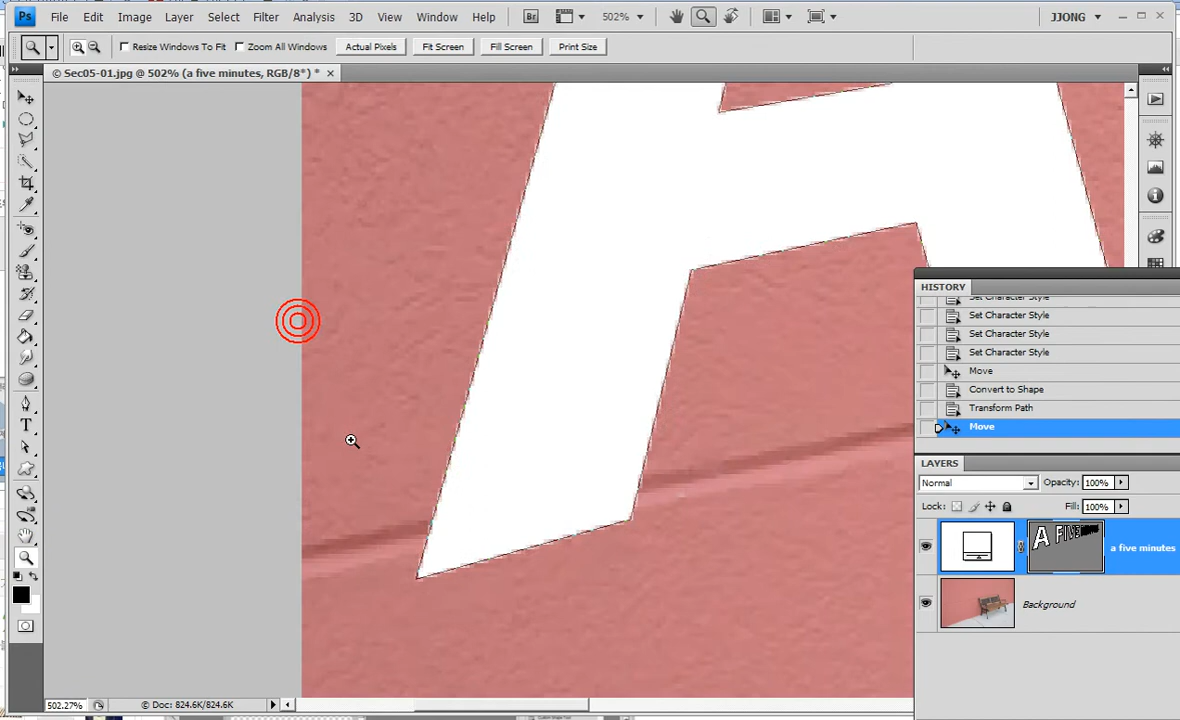 Ps File Edit Image Layer Select Filter Analysis 3D View Window Help Br 502% JJONG
Resize Windows To Fit Zoom All Windows Actual Pixels Fit Screen Fill Screen Print Size
© Sec05-01.jpg @ 502% (a five minutes, RGB/8*) *
HISTORY
Set Character Style
Set Character Style
Set Character Style
Set Character Style
Move
Convert to Shape
Transform Path
Move
LAYERS
Normal Opacity: 100%
Lock: Fill: 100%
A FIVE
a five minutes
Background
502.27% © Doc: 824.6K/824.6K